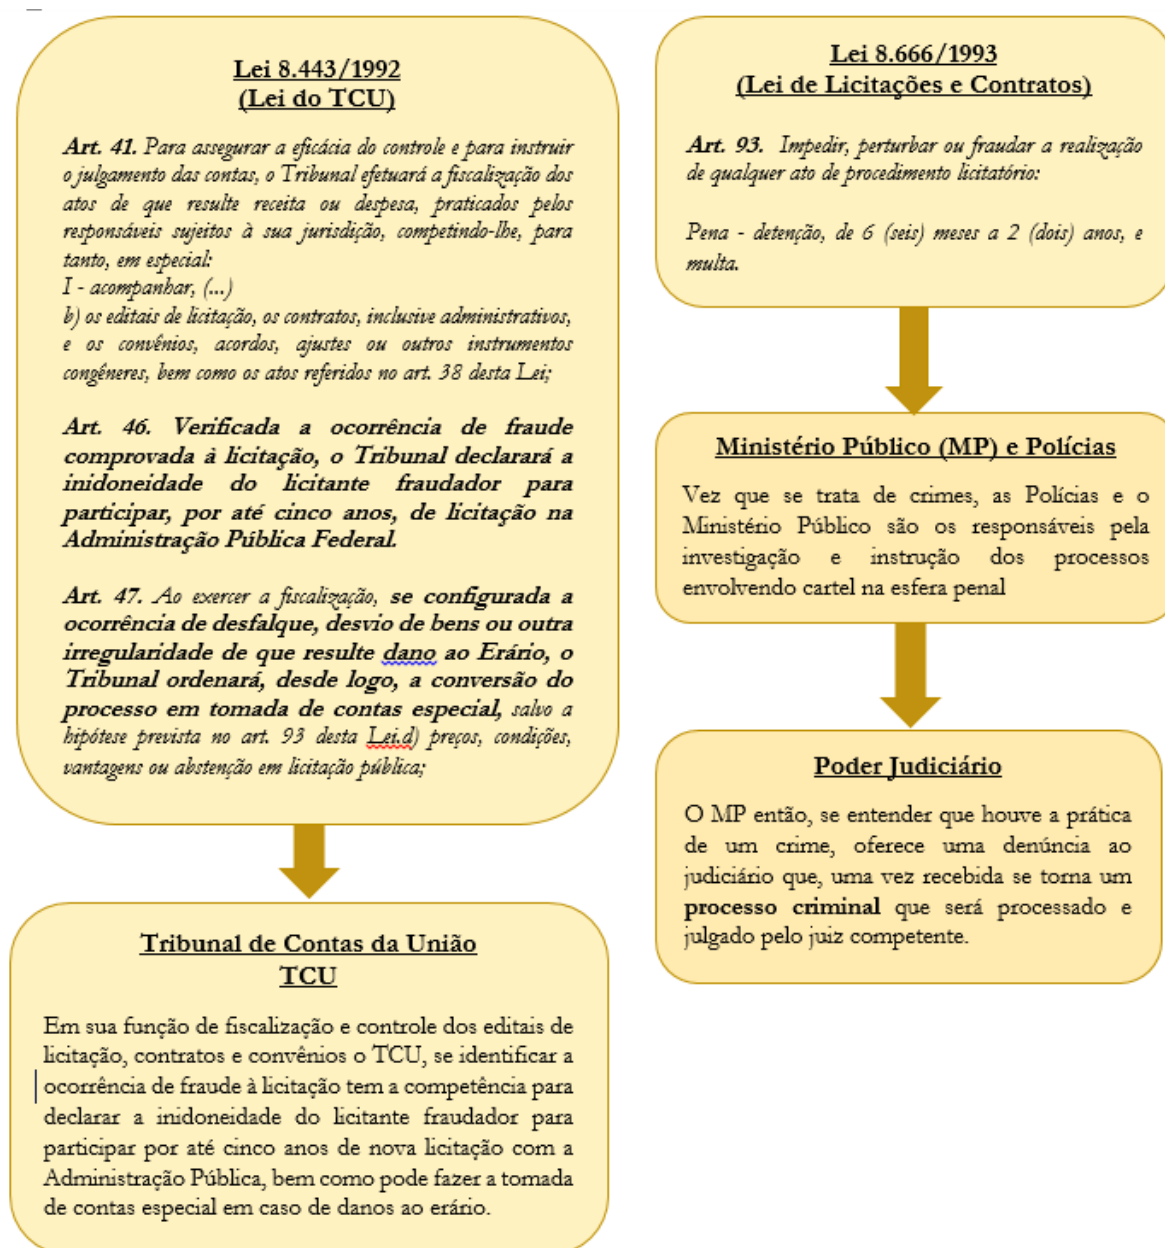 Lei 8.443/1992
(Lei do TCU)
Art. 41. Para assegurar a eficácia do controle e para instruir
o julgamento das contas, o Tribunal efetuará a fiscalização dos
atos de que resulte receita ou despesa, praticados pelos
responsáveis sujeitos à sua jurisdição, competindo-lhe, para
tanto, em especial:
I - acompanhar, (...)
b) os editais de licitação, os contratos, inclusive administrativos,
e os convênios, acordos, ajustes ou outros instrumentos
congêneres, bem como os atos referidos no art. 38 desta Lei;
Art. 46. Verificada a ocorrência de fraude
comprovada à licitação, o Tribunal declarará a
inidoneidade do licitante fraudador para
participar, por até cinco anos, de licitação na
Administração Pública Federal.
Art. 47. Ao exercer a fiscalização, se configurada a
ocorrência de desfalque, desvio de bens ou outra
irregularidade de que resulte dano ao Erário, o
Tribunal ordenará, desde logo, a conversão do
processo em tomada de contas especial, salvo a
hipótese prevista no art. 93 desta Lei.d) preços, condições,
vantagens ou abstenção em licitação pública;
Tribunal de Contas da União
TCU
Em sua função de fiscalização e controle dos editais de
licitação, contratos e convênios o TCU, se identificar a
ocorrência de fraude à licitação tem a competência para
declarar a inidoneidade do licitante fraudador para
participar por até cinco anos de nova licitação com a
Administração Pública, bem como pode fazer a tomada
de contas especial em caso de danos ao erário.
Lei 8.666/1993
(Lei de Licitações e Contratos)
Art. 93. Impedir, perturbar ou fraudar a realização
de qualquer ato de procedimento licitatório:
Pena - detenção, de 6 (seis) meses a 2 (dois) anos, e
multa.
Ministério Público (MP) e Polícias
Vez que se trata de crimes, as Polícias e o
Ministério Público são os responsáveis pela
investigação e instrução dos processos
envolvendo cartel na esfera penal
Poder Judiciário
O MP então, se entender que houve a prática
de um crime, oferece uma denúncia ao
judiciário que, uma vez recebida se torna um
processo criminal que será processado e
julgado pelo juiz competente.